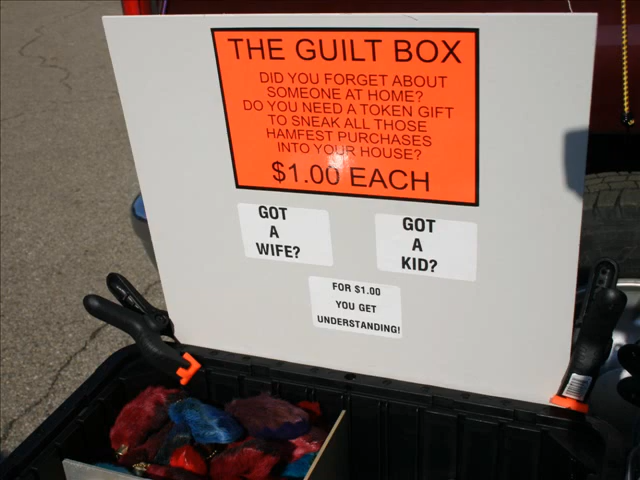 THE GUILT BOX
DID YOU FORGET ABOUT
SOMEONE AT HOME?
DO YOU NEED A TOKEN GIFT
TO SNEAK ALL THOSE
HAMFEST PURCHASES
INTO YOUR HOUSE?
$1.00 EACH
GOT
A
WIFE?
GOT
A
KID?
FOR $1.00
YOU GET
UNDERSTANDING!